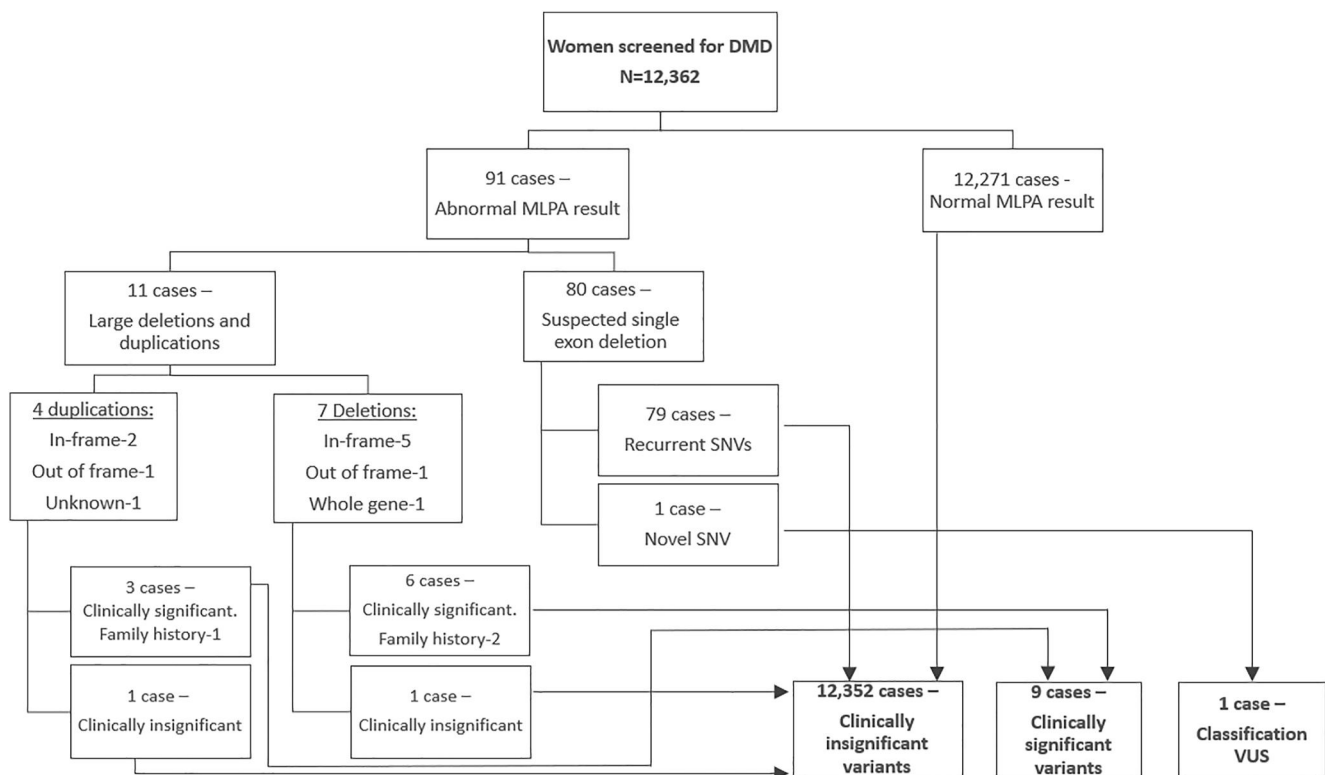 Women screened for DMD
N=12,362
91 cases –
Abnormal MLPA result
12,271 cases -
Normal MLPA result
11 cases –
Large deletions and
duplications
80 cases –
Suspected single
exon deletion
4 duplications:
In-frame-2
Out of frame-1
Unknown-1
7 Deletions:
In-frame-5
Out of frame-1
Whole gene-1
79 cases –
Recurrent SNVs
1 case –
Novel SNV
3 cases –
Clinically significant.
Family history-1
6 cases –
Clinically significant.
Family history-2
1 case –
Clinically insignificant
1 case –
Clinically insignificant
12,352 cases –
Clinically
insignificant
variants
9 cases –
Clinically
significant
variants
1 case –
Classification
VUS